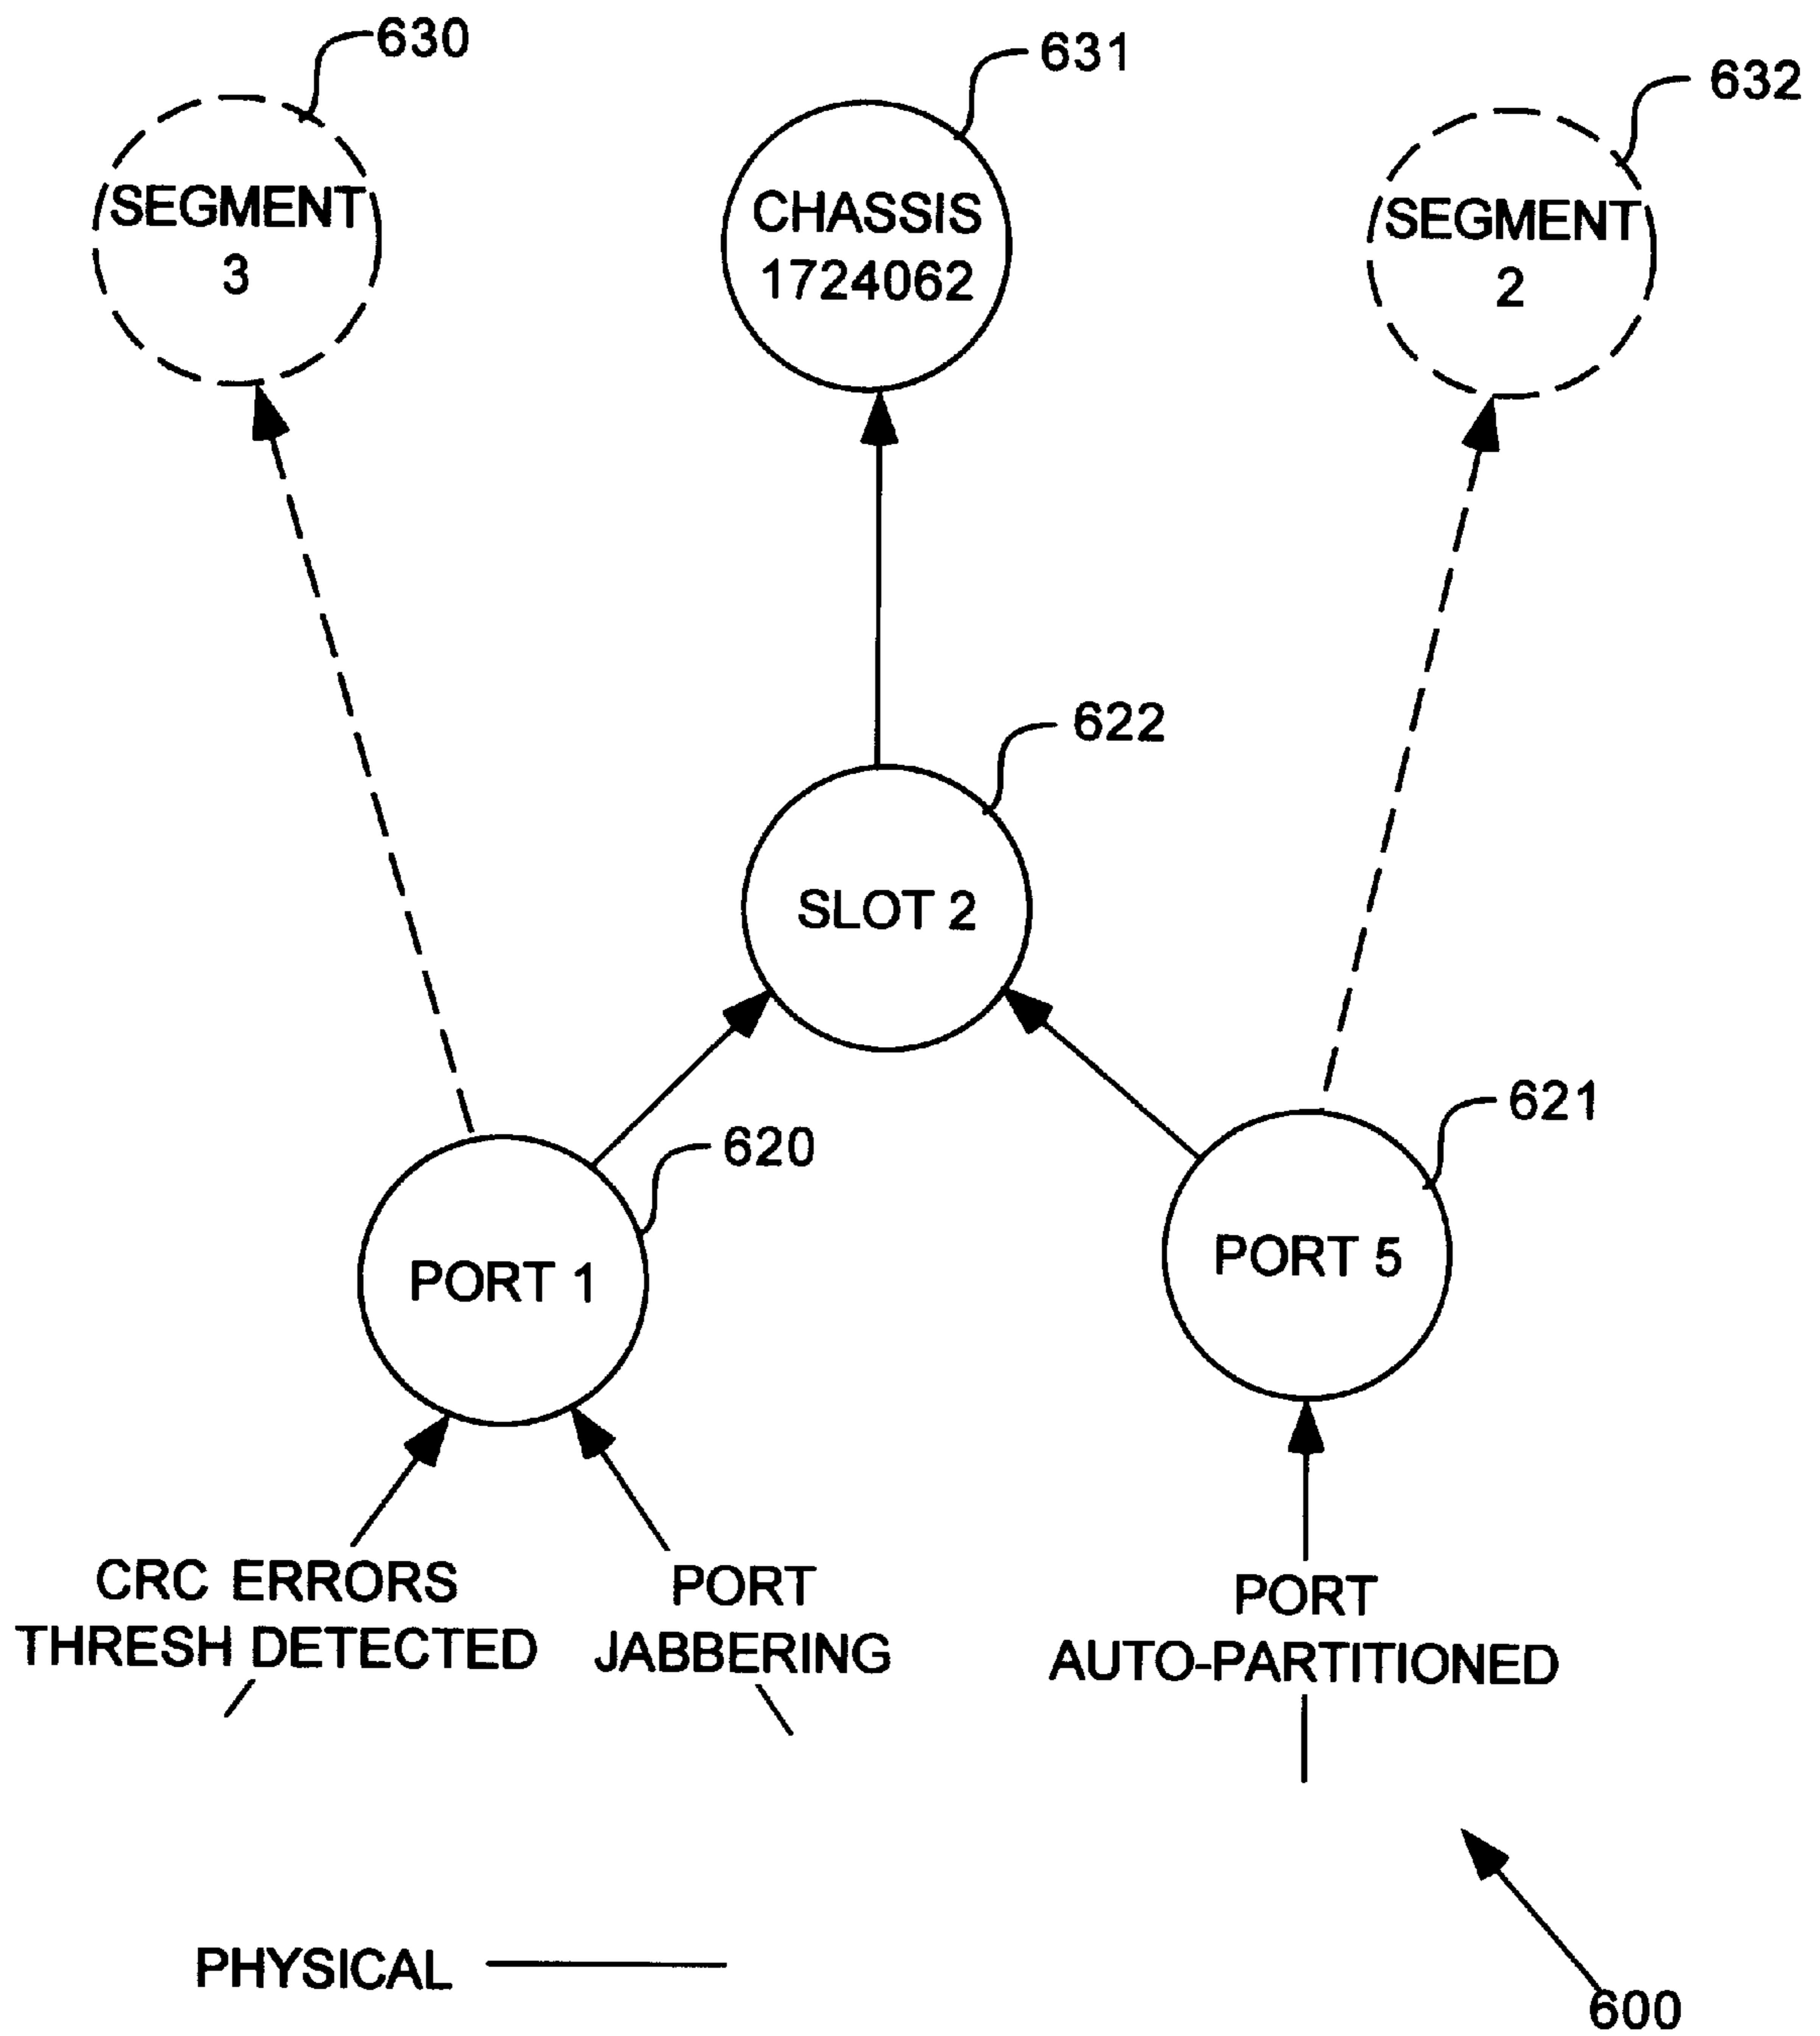 630
631
632
SEGMENT
3
CHASSIS
1724062
SEGMENT
2
622
SLOT 2
621
620
PORT 1
PORT 5
CRC ERRORS
THRESH DETECTED
PORT
JABBERING
PORT
AUTO-PARTITIONED
PHYSICAL
600